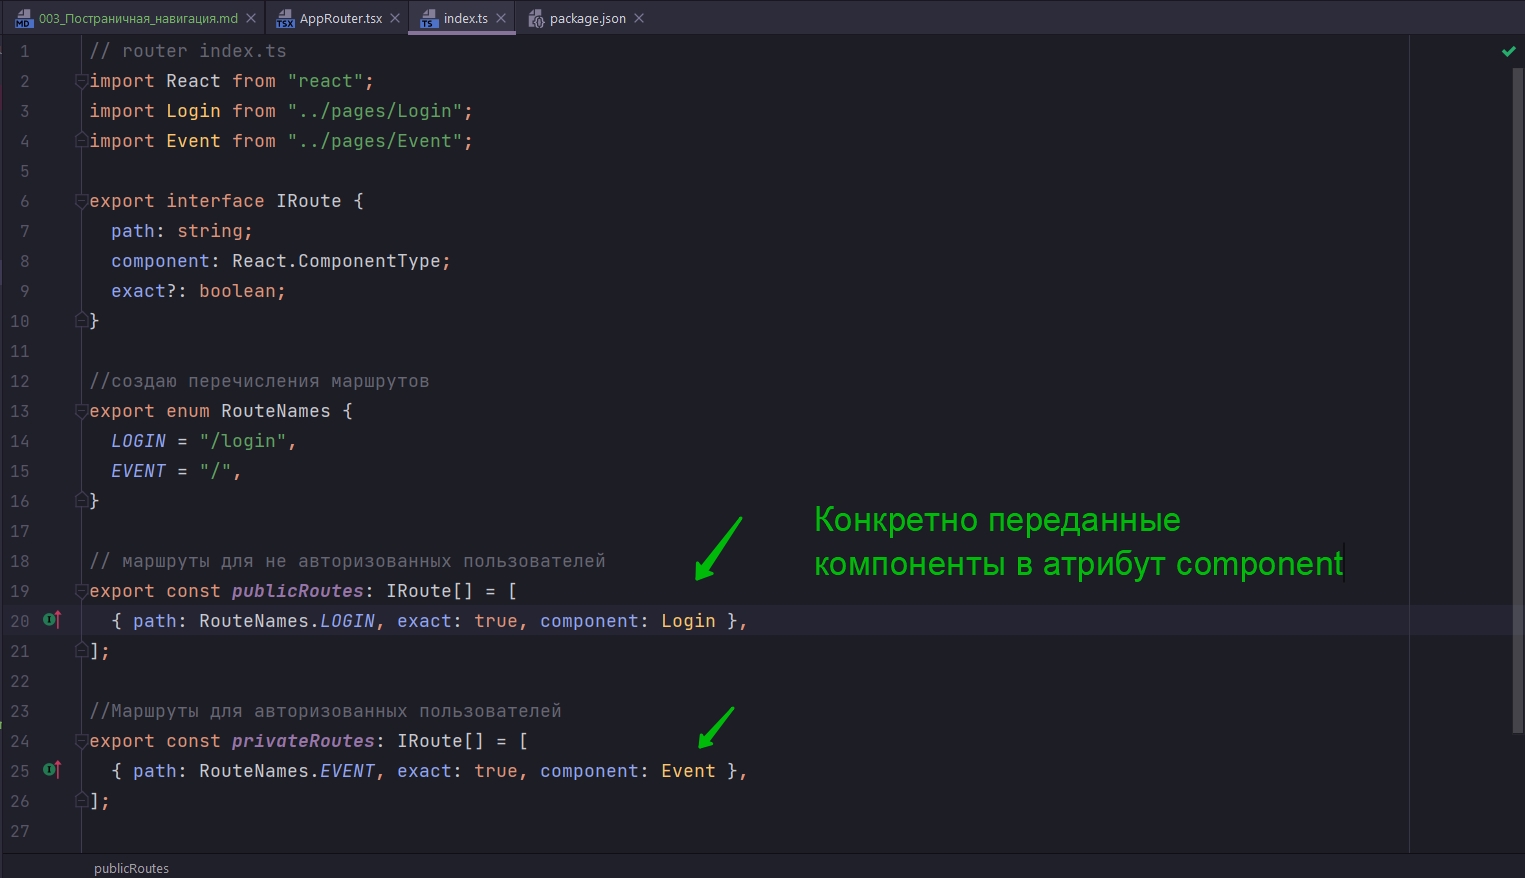 MD 003_Постраничная_навигация.md TSX AppRouter.tsx TS index.ts package.json
1 // router index.ts
2 import React from "react";
3 import Login from "../pages/Login";
4 import Event from "../pages/Event";
5
6 export interface IRoute {
7 path: string;
8 component: React.ComponentType;
9 exact?: boolean;
10 }
11
12 //создаю перечисления маршрутов
13 export enum RouteNames {
14 LOGIN = "/login",
15 EVENT = "/",
16 }
17
Конкретно переданные
компоненты в атрибут component
18 // маршруты для не авторизованных пользователей
19 export const publicRoutes: IRoute[] = [
20 { path: RouteNames.LOGIN, exact: true, component: Login },
21 ];
22
23 //Маршруты для авторизованных пользователей
24 export const privateRoutes: IRoute[] = [
25 { path: RouteNames.EVENT, exact: true, component: Event },
26 ];
27
publicRoutes